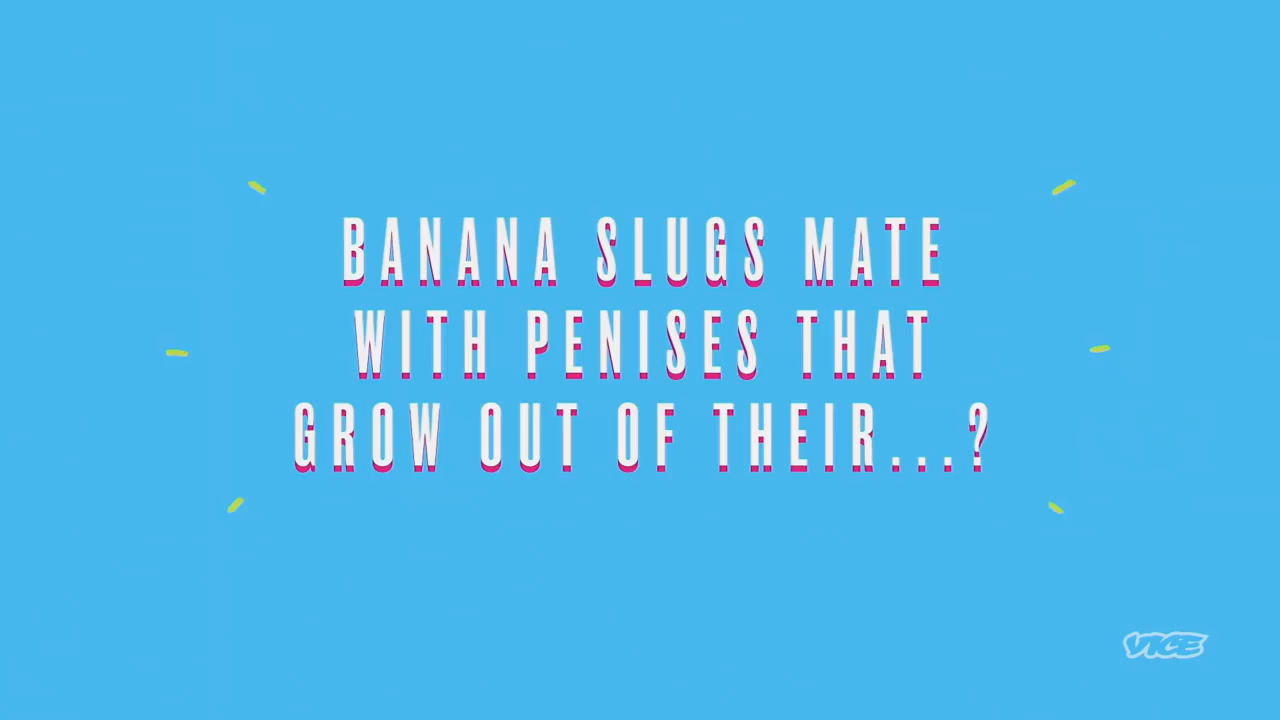 BANANA SLUGS MATE
WITH PENISES THAT
GROW OUT OF THEIR...?
VICE